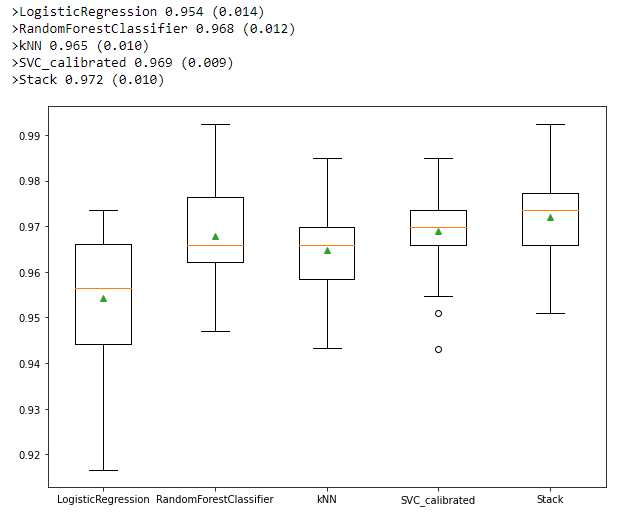 >LogisticRegression 0.954 (0.014)
>RandomForestClassifier 0.968 (0.012)
>kNN 0.965 (0.010)
>SVC_calibrated 0.969 (0.009)
>Stack 0.972 (0.010)
0.99
0.98
0.97
0.96
0.95
0.94
0.93
0.92
LogisticRegression RandomForestClassifier kNN SVC_calibrated Stack